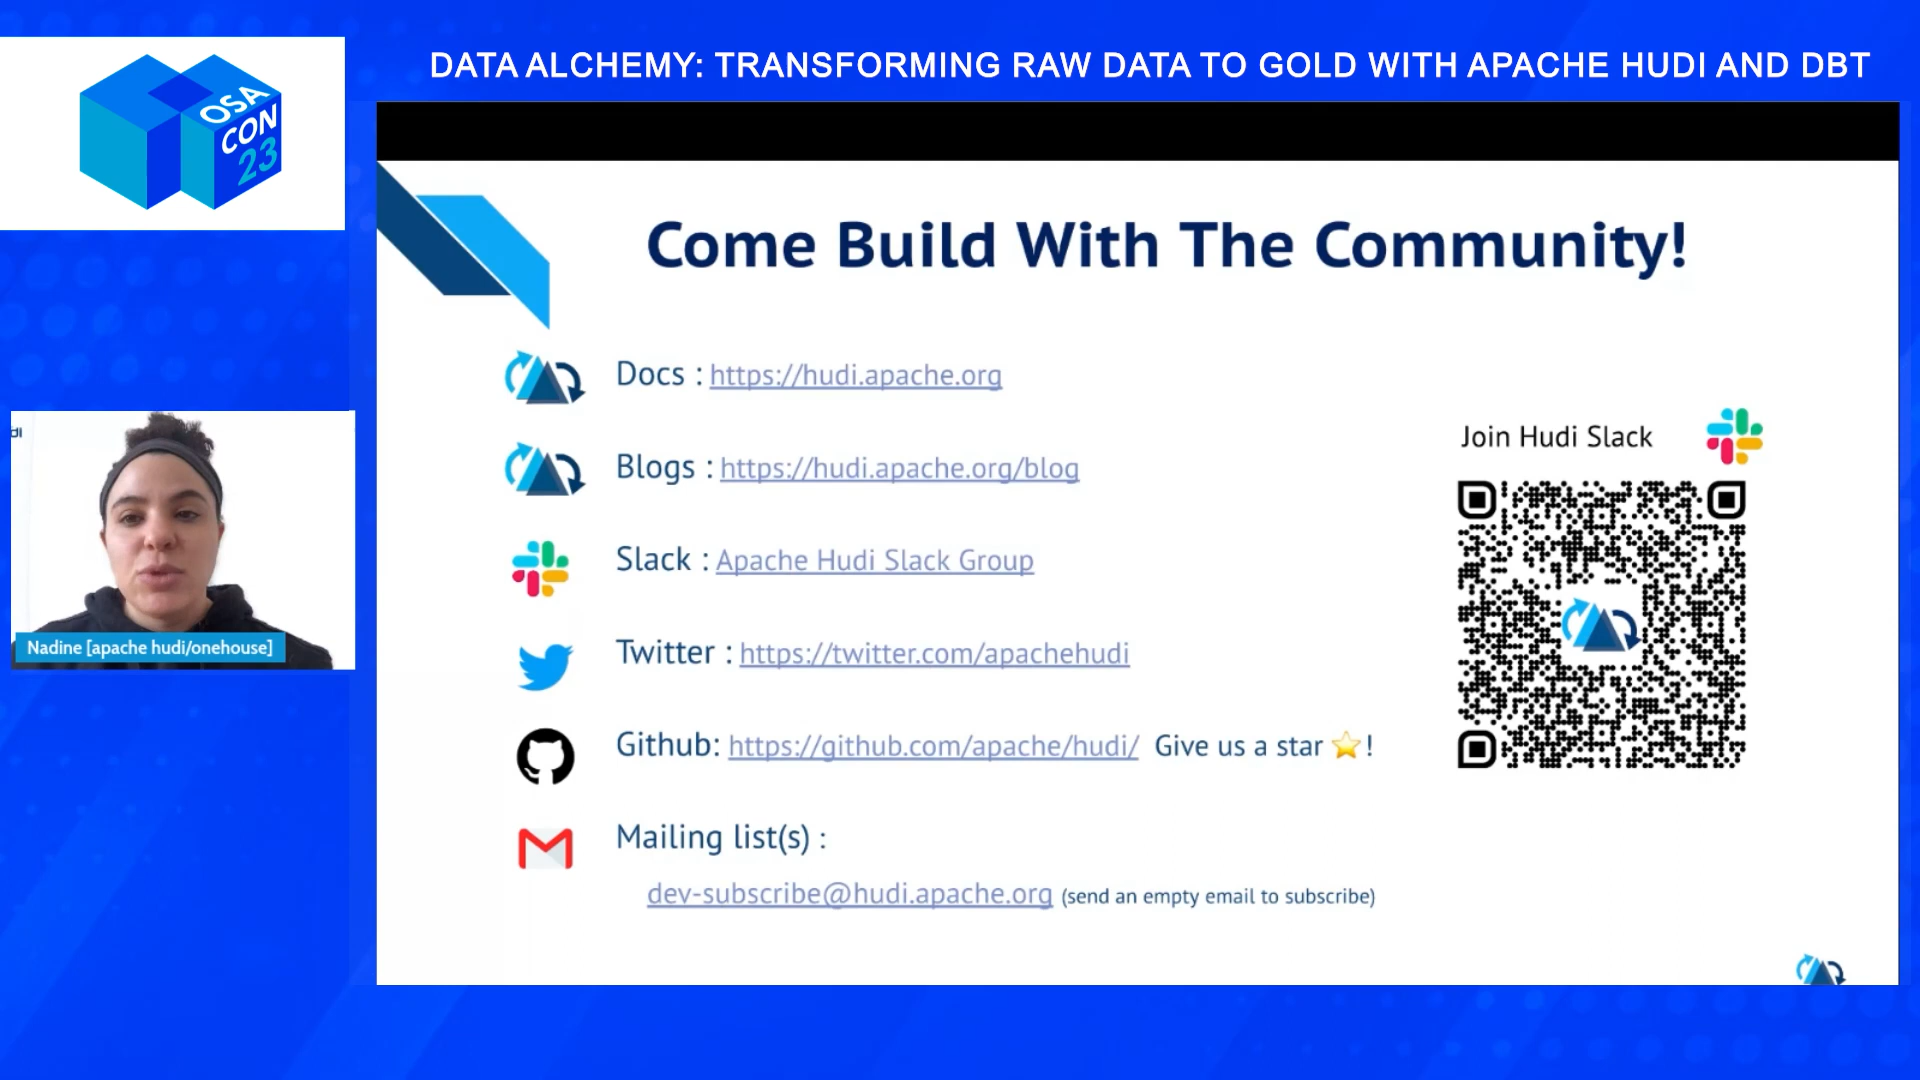 DATA ALCHEMY: TRANSFORMING RAW DATA TO GOLD WITH APACHE HUDI AND DBT
OSA
CON
23
Come Build With The Community!
Docs : https://hudi.apache.org
Blogs : https://hudi.apache.org/blog
Slack : Apache Hudi Slack Group
Twitter : https://twitter.com/apachehudi
Github: https://github.com/apache/hudi/ Give us a star ⭐!
Mailing list(s) :
dev-subscribe@hudi.apache.org (send an empty email to subscribe)
Join Hudi Slack
di
Nadine [apache hudi/onehouse]